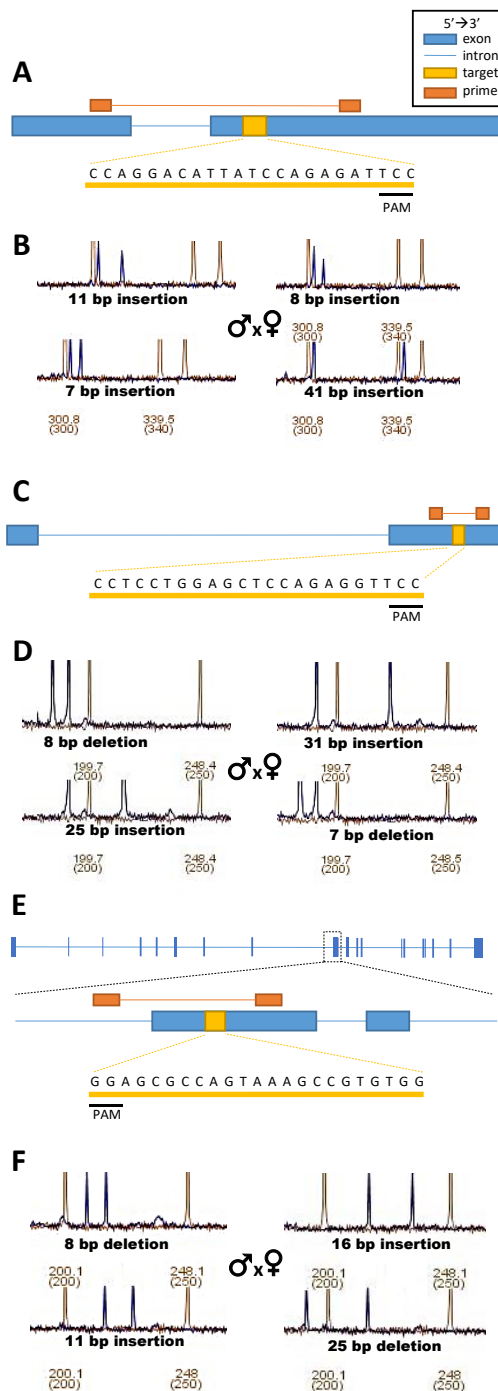 5'→3'
exon
intron
target
prime
A
C C A G G A C A T T A T C C A G A G A T T C C
PAM
B
11 bp insertion
8 bp insertion
♂x♀
300.8 339.5
(300) (340)
7 bp insertion
41 bp insertion
300.8 339.5 300.8 339.5
(300) (340) (300) (340)
C
C C T C C T G G A G C T C C A G A G G T T C C
PAM
D
8 bp deletion
31 bp insertion
199.7 248.4 ♂x♀ 199.7 248.4
(200) (250) (200) (250)
25 bp insertion
7 bp deletion
199.7 248.4 199.7 248.5
(200) (250) (200) (250)
E
G G A G C G C C A G T A A A G C C G T G T G G
PAM
F
8 bp deletion
16 bp insertion
200.1 248.1 ♂x♀ 200.1 248.1
(200) (250) (200) (250)
11 bp insertion
25 bp deletion
200.1 248 200.1 248.1
(200) (250) (200) (250)